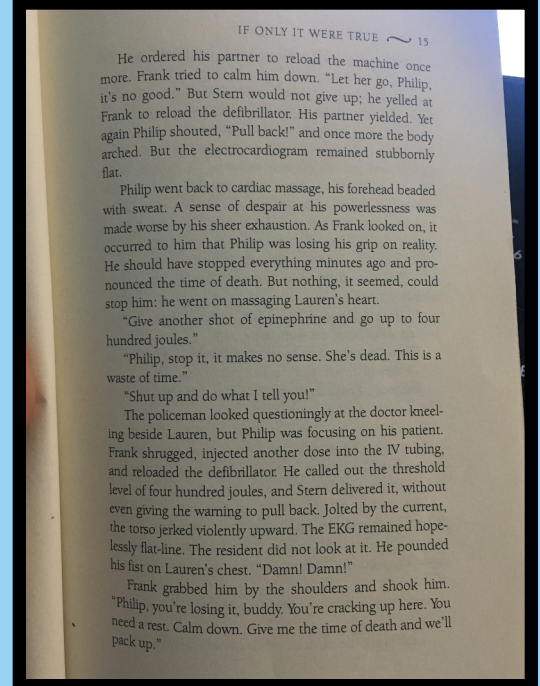 IF ONLY IT WERE TRUE 15
He ordered his partner to reload the machine once
more. Frank tried to calm him down. “Let her go, Philip,
it’s no good.” But Stern would not give up; he yelled at
Frank to reload the defibrillator. His partner yielded. Yet
again Philip shouted, “Pull back!” and once more the body
arched. But the electrocardiogram remained stubbornly
flat.
Philip went back to cardiac massage, his forehead beaded
with sweat. A sense of despair at his powerlessness was
made worse by his sheer exhaustion. As Frank looked on, it
occurred to him that Philip was losing his grip on reality.
He should have stopped everything minutes ago and pro-
nounced the time of death. But nothing, it seemed, could
stop him: he went on massaging Lauren’s heart.
“Give another shot of epinephrine and go up to four
hundred joules.”
“Philip, stop it, it makes no sense. She’s dead. This is a
waste of time.”
“Shut up and do what I tell you!”
The policeman looked questioningly at the doctor kneel-
ing beside Lauren, but Philip was focusing on his patient.
Frank shrugged, injected another dose into the IV tubing,
and reloaded the defibrillator. He called out the threshold
level of four hundred joules, and Stern delivered it, without
even giving the warning to pull back. Jolted by the current,
the torso jerked violently upward. The EKG remained hope-
lessly flat-line. The resident did not look at it. He pounded
his fist on Lauren’s chest. “Damn! Damn!”
Frank grabbed him by the shoulders and shook him.
“Philip, you’re losing it, buddy. You’re cracking up here. You
need a rest. Calm down. Give me the time of death and we’ll
pack up.”